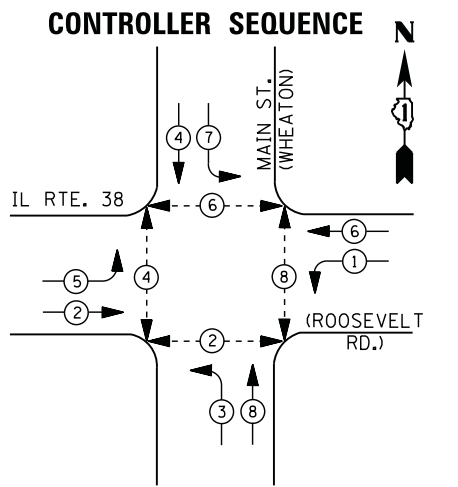 CONTROLLER SEQUENCE
N
1
MAIN ST.
(WHEATON)
4 7
IL RTE. 38
6
6
1
5
4
8
2
(ROOSEVELT
RD.)
2
3 8